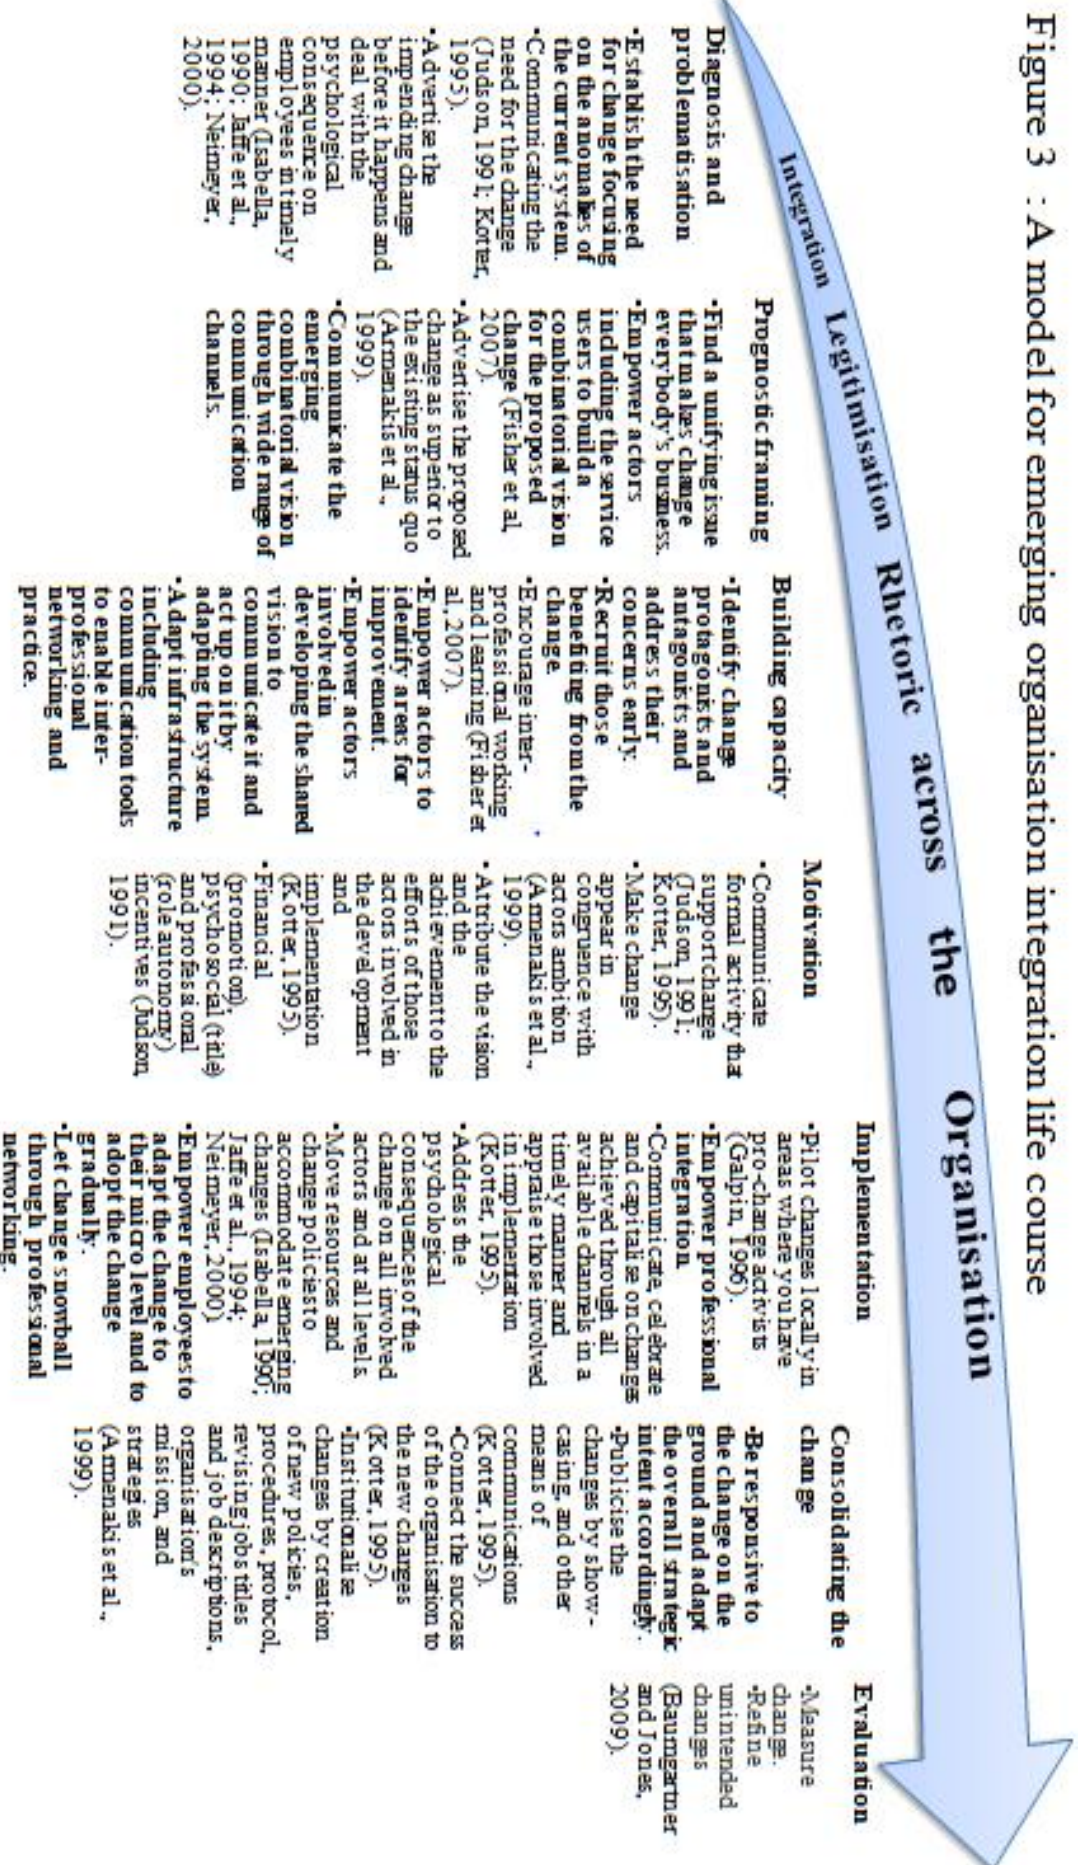 Figure 3 : A model for emerging organisation integration life course
Integration Legitimisation Rhetoric across the Organisation
Diagnosis and
problematisation
•Establish the need
for change focusing
on the anomalies of
the current system.
•Communicating the
need for the change
(Judson, 1991; Kotter,
1995).
•Advertise the
impending change
before it happens and
deal with the
psychological
consequence on
employees in timely
manner (Isabella,
1990; Jaffe et al.,
1994; Neimeyer,
2000).
Prognostic framing
•Find a unifying issue
that makes change
everybody's business.
•Empower actors
including the service
users to build a
combinatorial vision
for the proposed
change (Fisher et al,
2007).
•Advertise the proposed
change as superior to
the existing status quo
(Armenakis et al.,
1999).
•Communicate the
emerging
combinatorial vision
through wide range of
communication
channels.
Building capacity
•Identify change
protagonists and
antagonists and
address their
concerns early.
•Recruit those
benefiting from the
change.
•Encourage inter-
professional working
and learning (Fisher et
al, 2007).
•Empower actors to
identify areas for
improvement.
•Empower actors
involved in
developing the shared
vision to
communicate it and
act upon it by
adapting the system.
•Adapt infrastructure
including
communication tools
to enable inter-
professional
networking and
practice.
Motivation
•Communicate
formal activity that
support change
(Judson, 1991;
Kotter, 1995).
•Make change
appear in
congruence with
actors ambition
(Armenakis et al.,
1999).
•Attribute the vision
and the
achievement to the
efforts of those
actors involved in
the development
and
implementation
(Kotter, 1995).
•Financial
(promotion),
psychosocial (title)
and professional
(role autonomy)
incentives (Judson,
1991).
Implementation
•Pilot changes locally in
areas where you have
pro-change activists
(Galpin, 1996).
•Empower professional
integration.
•Communicate, celebrate
and capitalise on changes
achieved through all
available channels in a
timely manner and
appraise those involved
in implementation
(Kotter, 1995).
•Address the
psychological
consequences of the
change on all involved
actors and at all levels.
•Move resources and
change policies to
accommodate emerging
changes (Isabella, 1990;
Jaffe et al., 1994;
Neimeyer, 2000)
•Empower employees to
adapt the change to
their micro level and to
adopt the change
gradually.
•Let change snowball
through professional
networking.
Consolidating the
change
•Be responsive to
the change on the
ground and adapt
the overall strategic
intent accordingly.
•Publicise the
changes by show-
casing, and other
means of
communications
(Kotter, 1995).
•Connect the success
of the organisation to
the new changes
(Kotter, 1995).
•Institutionalise
changes by creation
of new policies,
procedures, protocol,
revising jobs titles
and job descriptions,
organisation's
mission, and
strategies
(Armenakis et al.,
1999).
Evaluation
•Measure
change.
•Refine
unintended
changes
(Baumgartner
and Jones,
2009).